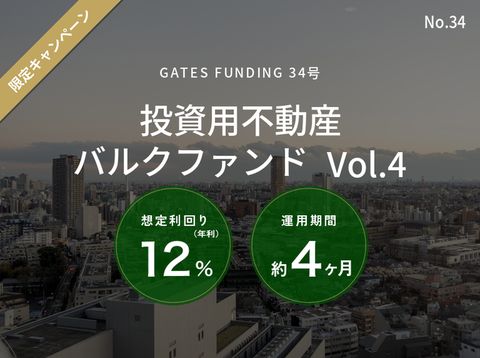 限定キャンペーン
No.34
GATES FUNDING 34号
投資用不動産
バルクファンド Vol.4
想定利回り
(年利)
12%
運用期間
約4ヶ月